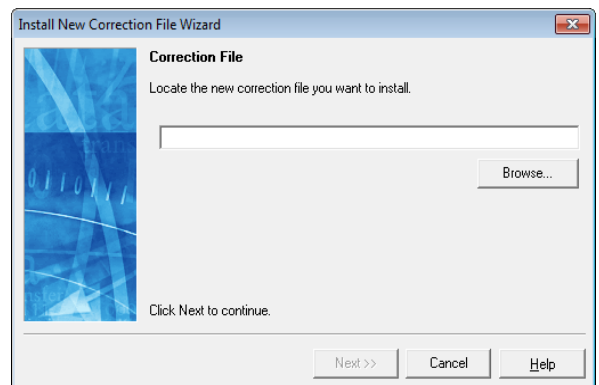 Install New Correction File Wizard
Correction File
Locate the new correction file you want to install.
Browse...
Click Next to continue.
Next >>
Cancel
Help